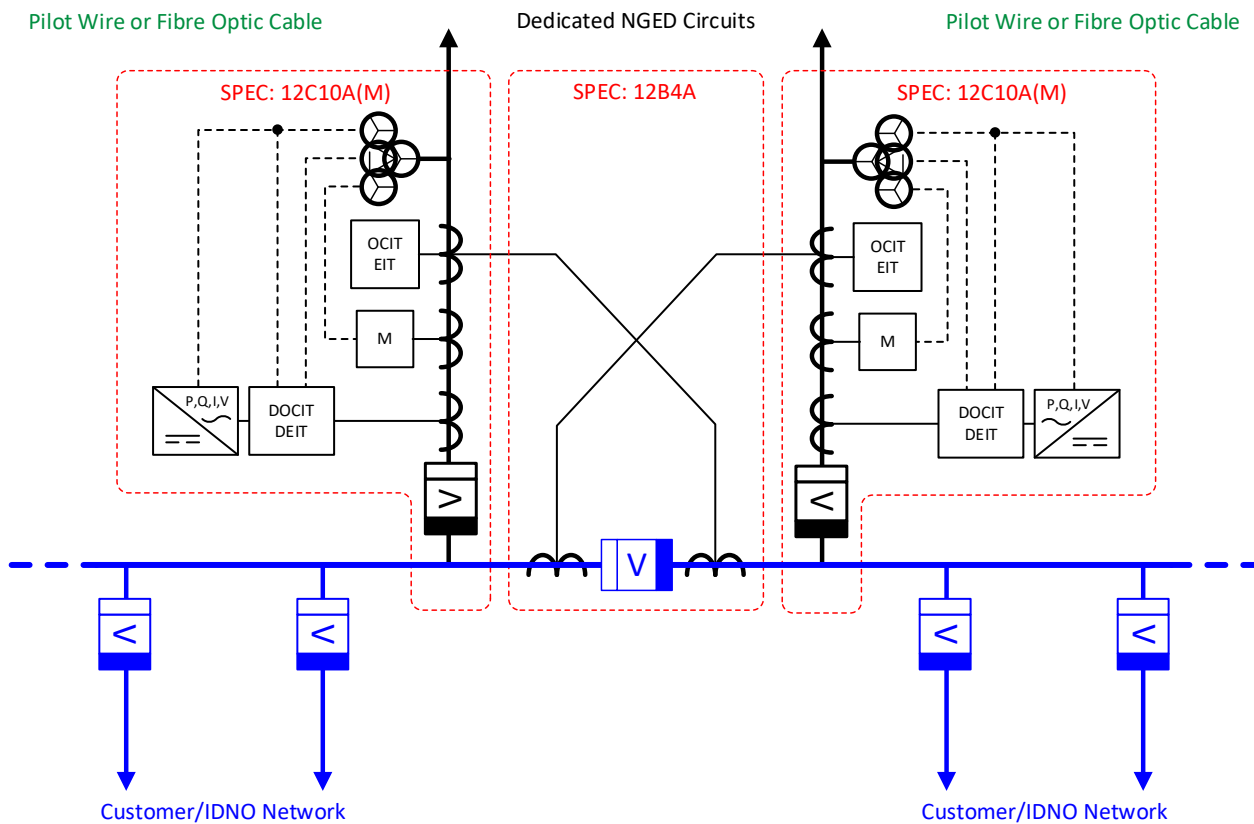 Pilot Wire or Fibre Optic Cable
Dedicated NGED Circuits
Pilot Wire or Fibre Optic Cable
SPEC: 12C10A(M)
SPEC: 12B4A
SPEC: 12C10A(M)
OCIT
EIT
OCIT
EIT
M
M
P,Q,I,V
DOCIT
DEIT
DOCIT
DEIT
P,Q,I,V
V
V
V
V
V
V
V
Customer/IDNO Network
Customer/IDNO Network